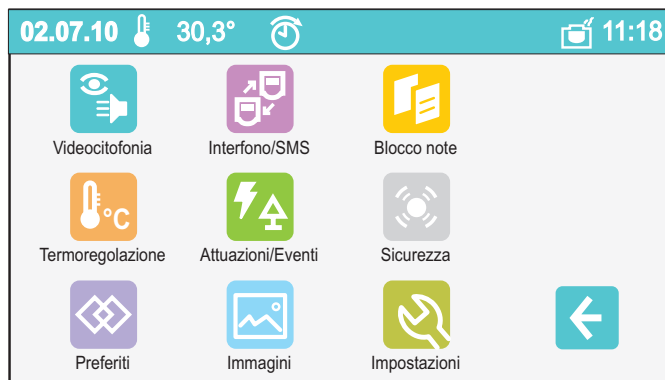 02.07.10 30,3° 11:18
Videocitofonia Interfono/SMS Blocco note
°C
Termoregolazione Attuazioni/Eventi Sicurezza
Preferiti Immagini Impostazioni